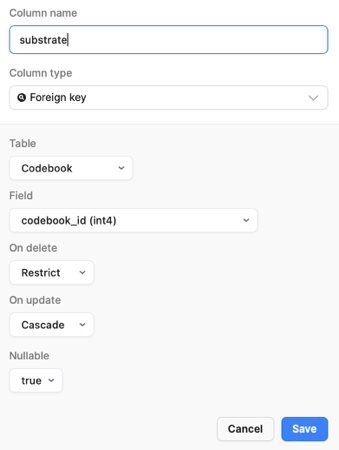 Column name
substrate
Column type
Foreign key
Table
Codebook
Field
codebook_id (int4)
On delete
Restrict
On update
Cascade
Nullable
true
Cancel Save